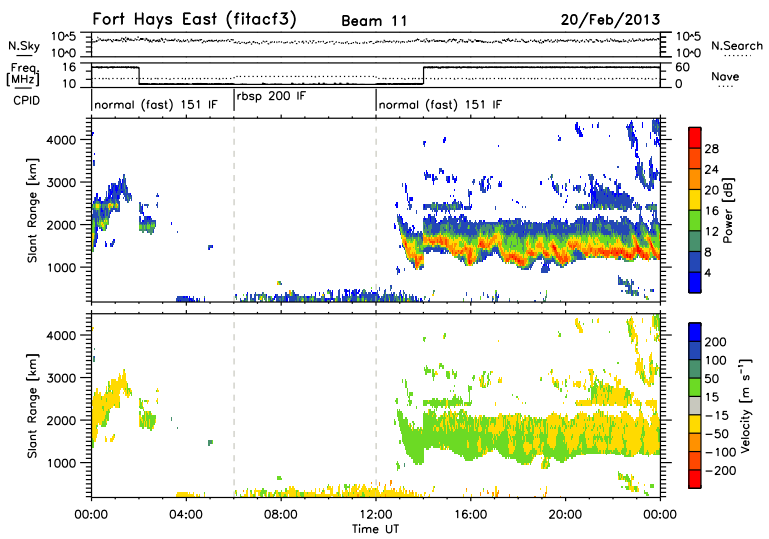 Fort Hays East (fitacf3) Beam 11 20/Feb/2013
N.Sky 10^5 10^0 10^5 10^0 N.Search
Freq. [MHz] 16 10 60 0 Nave
CPID normal (fast) 151 IF rbsp 200 IF normal (fast) 151 IF
4000
3000
2000
1000
Slant Range [km]
28
24
20
16
12
8
4
Power [dB]
4000
3000
2000
1000
Slant Range [km]
200
100
50
15
−15
−50
−100
−200
Velocity [m s⁻¹]
00:00 04:00 08:00 12:00 16:00 20:00 00:00
Time UT